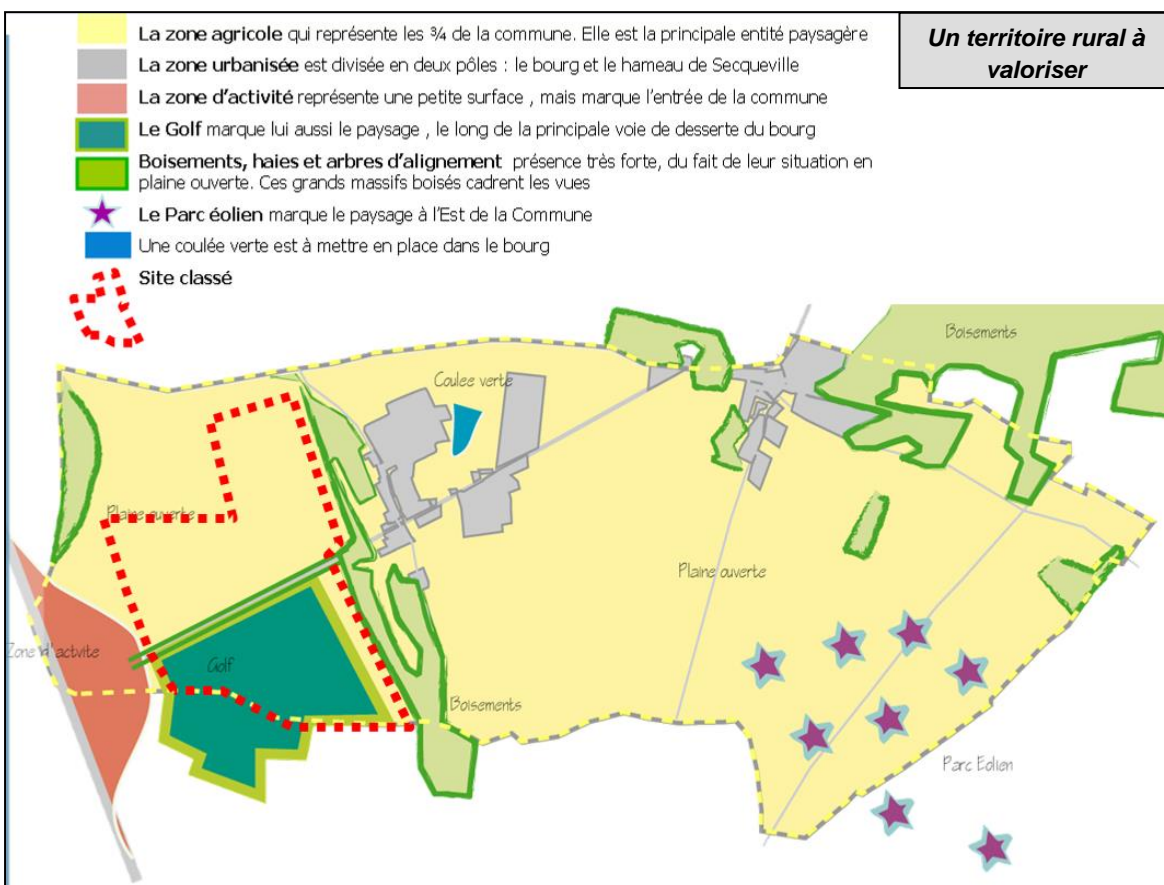 Un territoire rural à
valoriser
La zone agricole qui représente les ¾ de la commune. Elle est la principale entité paysagère
La zone urbanisée est divisée en deux pôles : le bourg et le hameau de Secqueville
La zone d'activité représente une petite surface , mais marque l'entrée de la commune
Le Golf marque lui aussi le paysage , le long de la principale voie de desserte du bourg
Boisements, haies et arbres d'alignement présence très forte, du fait de leur situation en
plaine ouverte. Ces grands massifs boisés cadrent les vues
Le Parc éolien marque le paysage à l'Est de la Commune
Une coulée verte est à mettre en place dans le bourg
Site classé
Boisements
Coulee verte
Plaine ouverte
Plaine ouverte
Zone d'actvite
Golf
Boisements
Parc Eolien